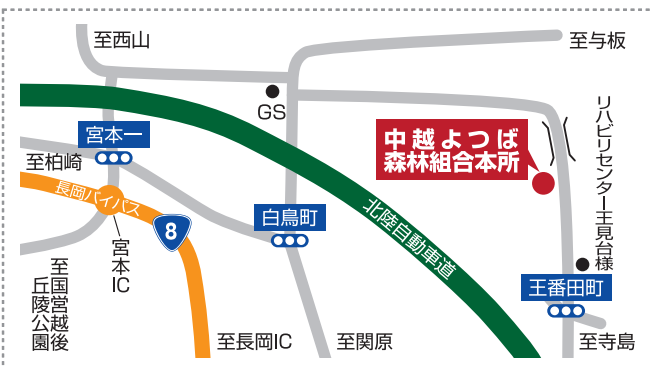 至西山
至与板
GS
リハビリセンター王見台様
宮本一
中越よつば
森林組合本所
至柏崎
長岡バイパス
白鳥町
北陸自動車道
8
宮本IC
至国営越後
丘陵公園
王番田町
至長岡IC
至関原
至寺島